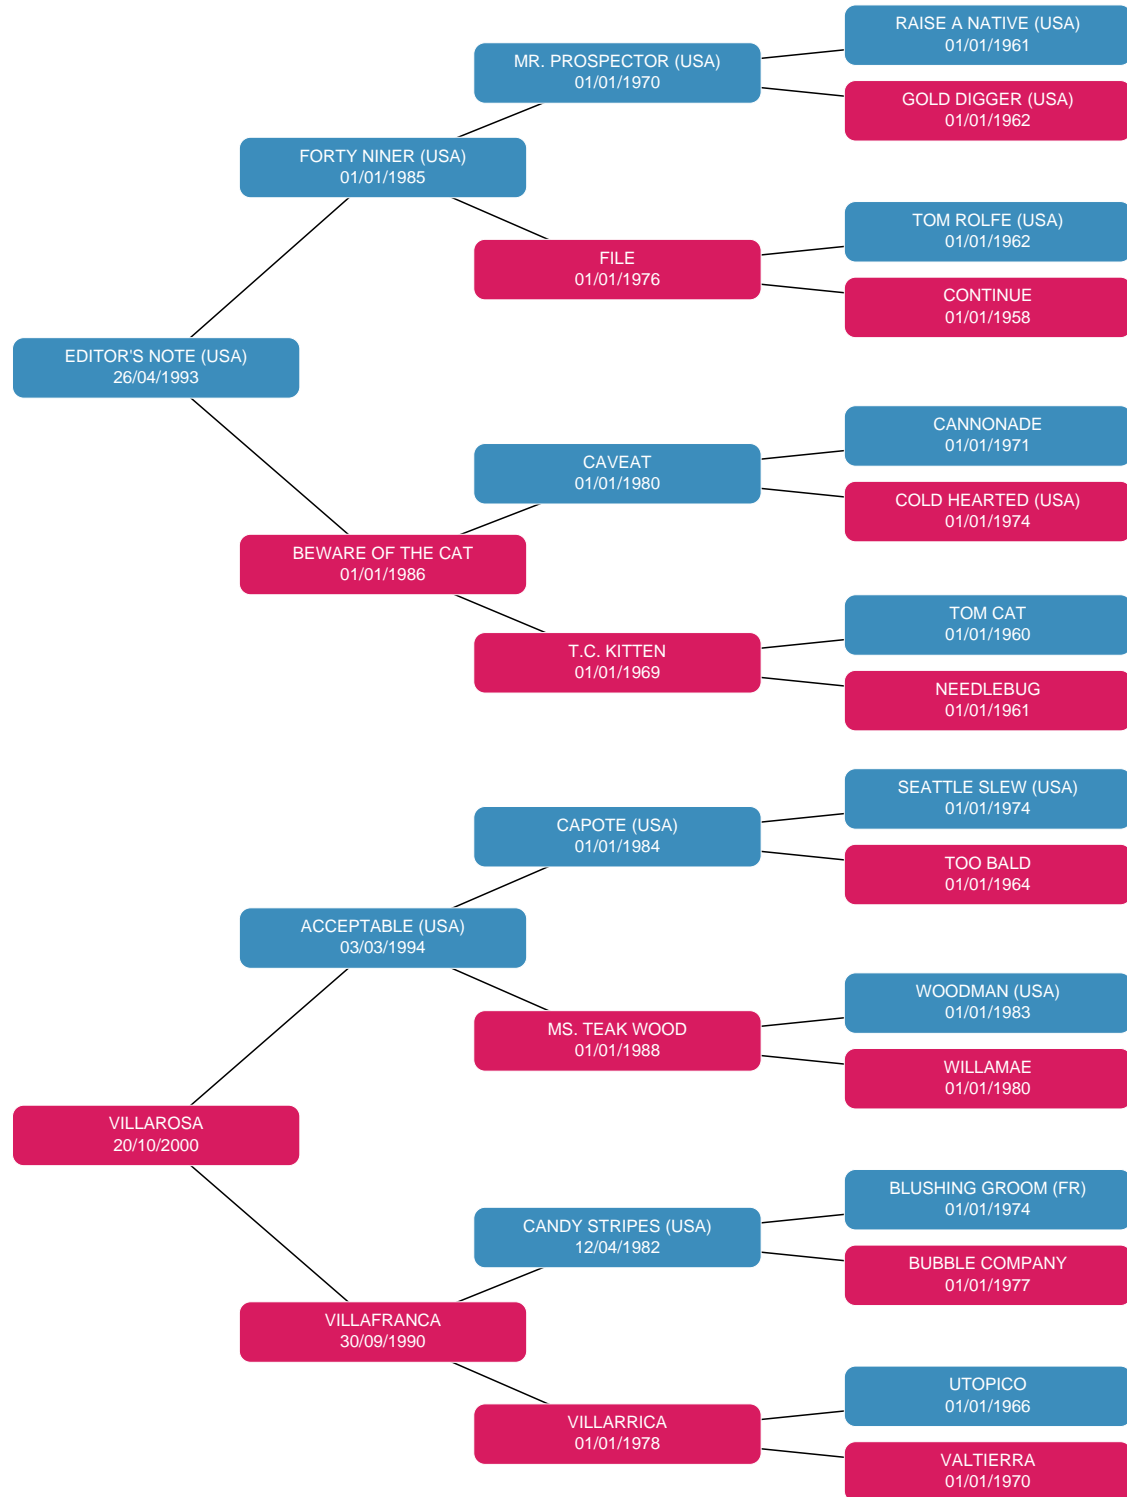 RAISE A NATIVE (USA)
01/01/1961
MR. PROSPECTOR (USA)
01/01/1970
GOLD DIGGER (USA)
01/01/1962
FORTY NINER (USA)
01/01/1985
TOM ROLFE (USA)
01/01/1962
FILE
01/01/1976
CONTINUE
01/01/1958
EDITOR'S NOTE (USA)
26/04/1993
CANNONADE
01/01/1971
CAVEAT
01/01/1980
COLD HEARTED (USA)
01/01/1974
BEWARE OF THE CAT
01/01/1986
TOM CAT
01/01/1960
T.C. KITTEN
01/01/1969
NEEDLEBUG
01/01/1961
SEATTLE SLEW (USA)
01/01/1974
CAPOTE (USA)
01/01/1984
TOO BALD
01/01/1964
ACCEPTABLE (USA)
03/03/1994
WOODMAN (USA)
01/01/1983
MS. TEAK WOOD
01/01/1988
WILLAMAE
01/01/1980
VILLAROSA
20/10/2000
BLUSHING GROOM (FR)
01/01/1974
CANDY STRIPES (USA)
12/04/1982
BUBBLE COMPANY
01/01/1977
VILLAFRANCA
30/09/1990
UTOPICO
01/01/1966
VILLARRICA
01/01/1978
VALTIERRA
01/01/1970